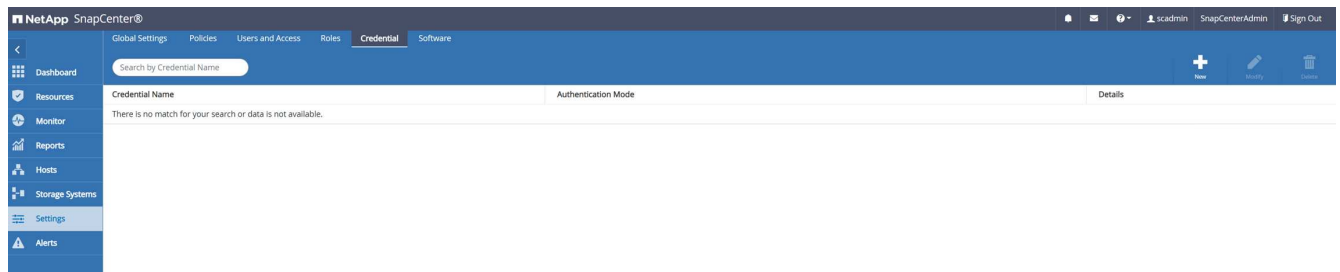 NetApp SnapCenter®
scadmin SnapCenterAdmin Sign Out
Global Settings Policies Users and Access Roles Credential Software
Search by Credential Name
New Modify Delete
Dashboard
Resources
Monitor
Reports
Hosts
Storage Systems
Settings
Alerts
Credential Name Authentication Mode Details
There is no match for your search or data is not available.